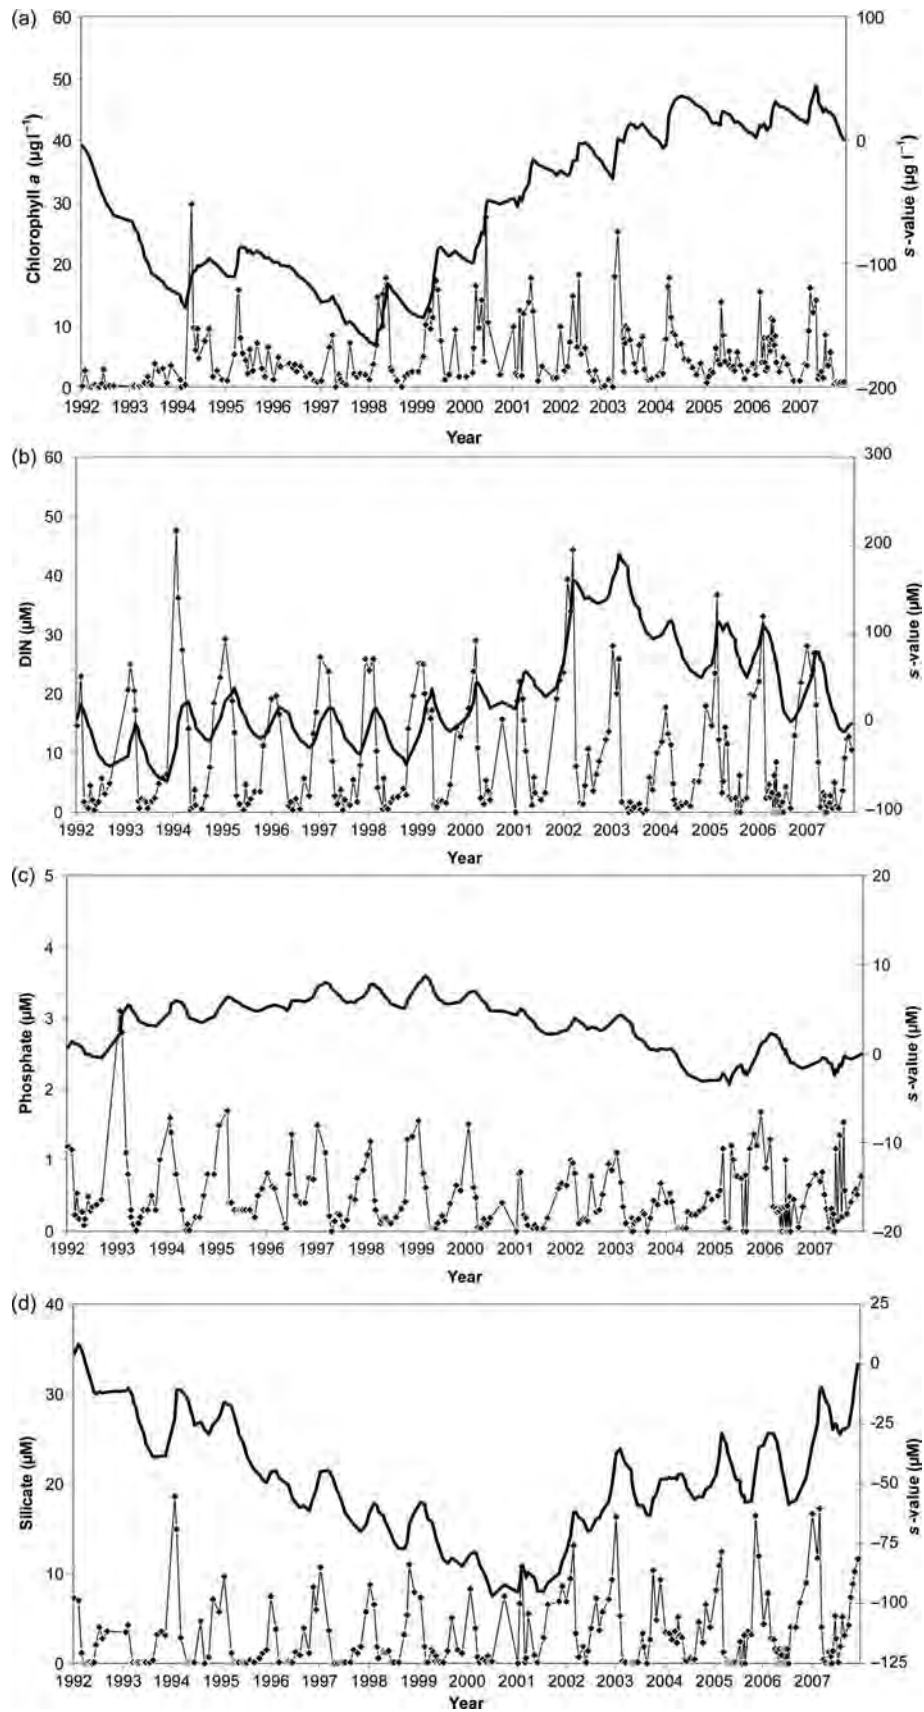 (a)
60
50
40
30
20
10
0
Chlorophyll a (µg l⁻¹)
100
0
–100
–200
s-value (µg l⁻¹)
1992 1993 1994 1995 1996 1997 1998 1999 2000 2001 2002 2003 2004 2005 2006 2007
Year
(b)
60
50
40
30
20
10
0
DIN (µM)
300
200
100
0
–100
s-value (µM)
1992 1993 1994 1995 1996 1997 1998 1999 2000 2001 2002 2003 2004 2005 2006 2007
Year
(c)
5
4
3
2
1
0
Phosphate (µM)
20
10
0
–10
–20
s-value (µM)
1992 1993 1994 1995 1996 1997 1998 1999 2000 2001 2002 2003 2004 2005 2006 2007
Year
(d)
40
30
20
10
0
Silicate (µM)
25
0
–25
–50
–75
–100
–125
s-value (µM)
1992 1993 1994 1995 1996 1997 1998 1999 2000 2001 2002 2003 2004 2005 2006 2007
Year